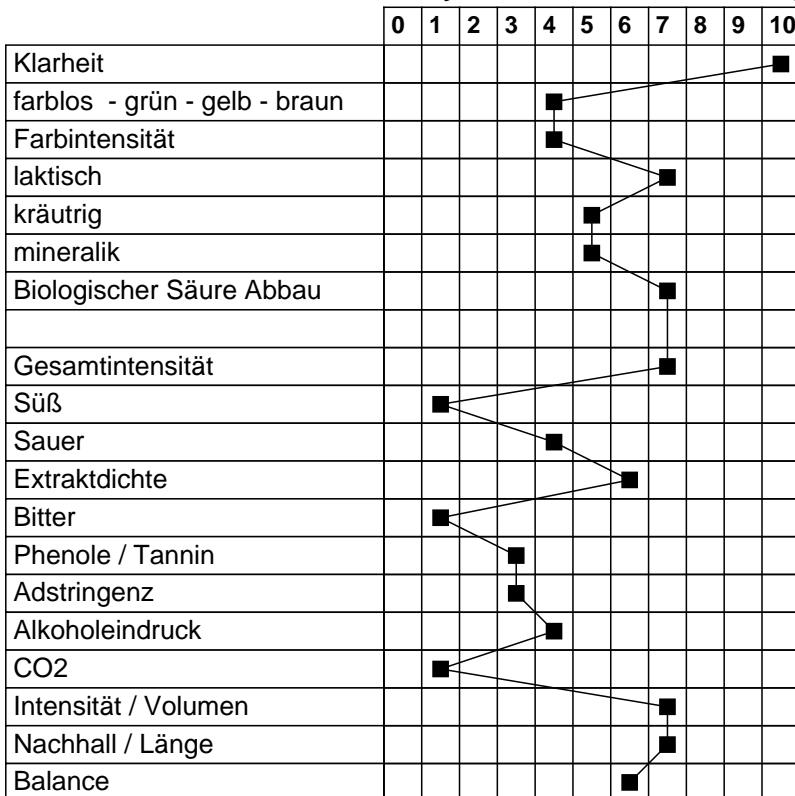 0 1 2 3 4 5 6 7 8 9 10
Klarheit
farblos - grün - gelb - braun
Farbintensität
laktisch
kräutrig
mineralik
Biologischer Säure Abbau
Gesamtintensität
Süß
Sauer
Extraktdichte
Bitter
Phenole / Tannin
Adstringenz
Alkoholeindruck
CO2
Intensität / Volumen
Nachhall / Länge
Balance